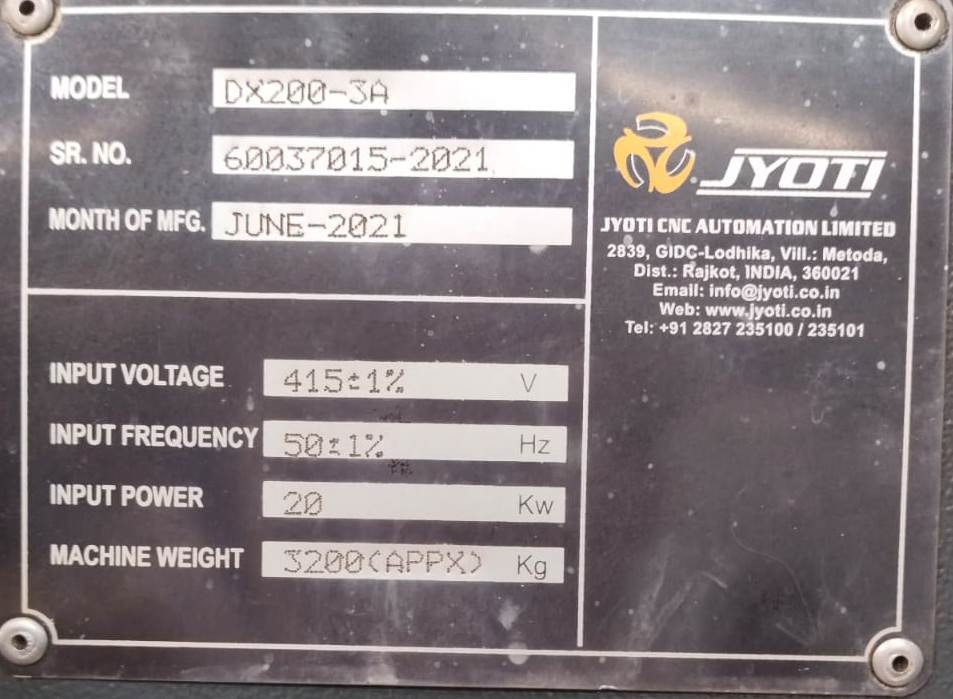 MODEL DX200-3A
SR. NO. 60037015-2021
MONTH OF MFG. JUNE-2021
JYOTI
JYOTI CNC AUTOMATION LIMITED
2839, GIDC-Lodhika, Vill.: Metoda,
Dist.: Rajkot, INDIA, 360021
Email: info@jyoti.co.in
Web: www.jyoti.co.in
Tel: +91 2827 235100 / 235101
INPUT VOLTAGE 415±1% V
INPUT FREQUENCY 50±1% Hz
INPUT POWER 20 Kw
MACHINE WEIGHT 3200(APPX) Kg